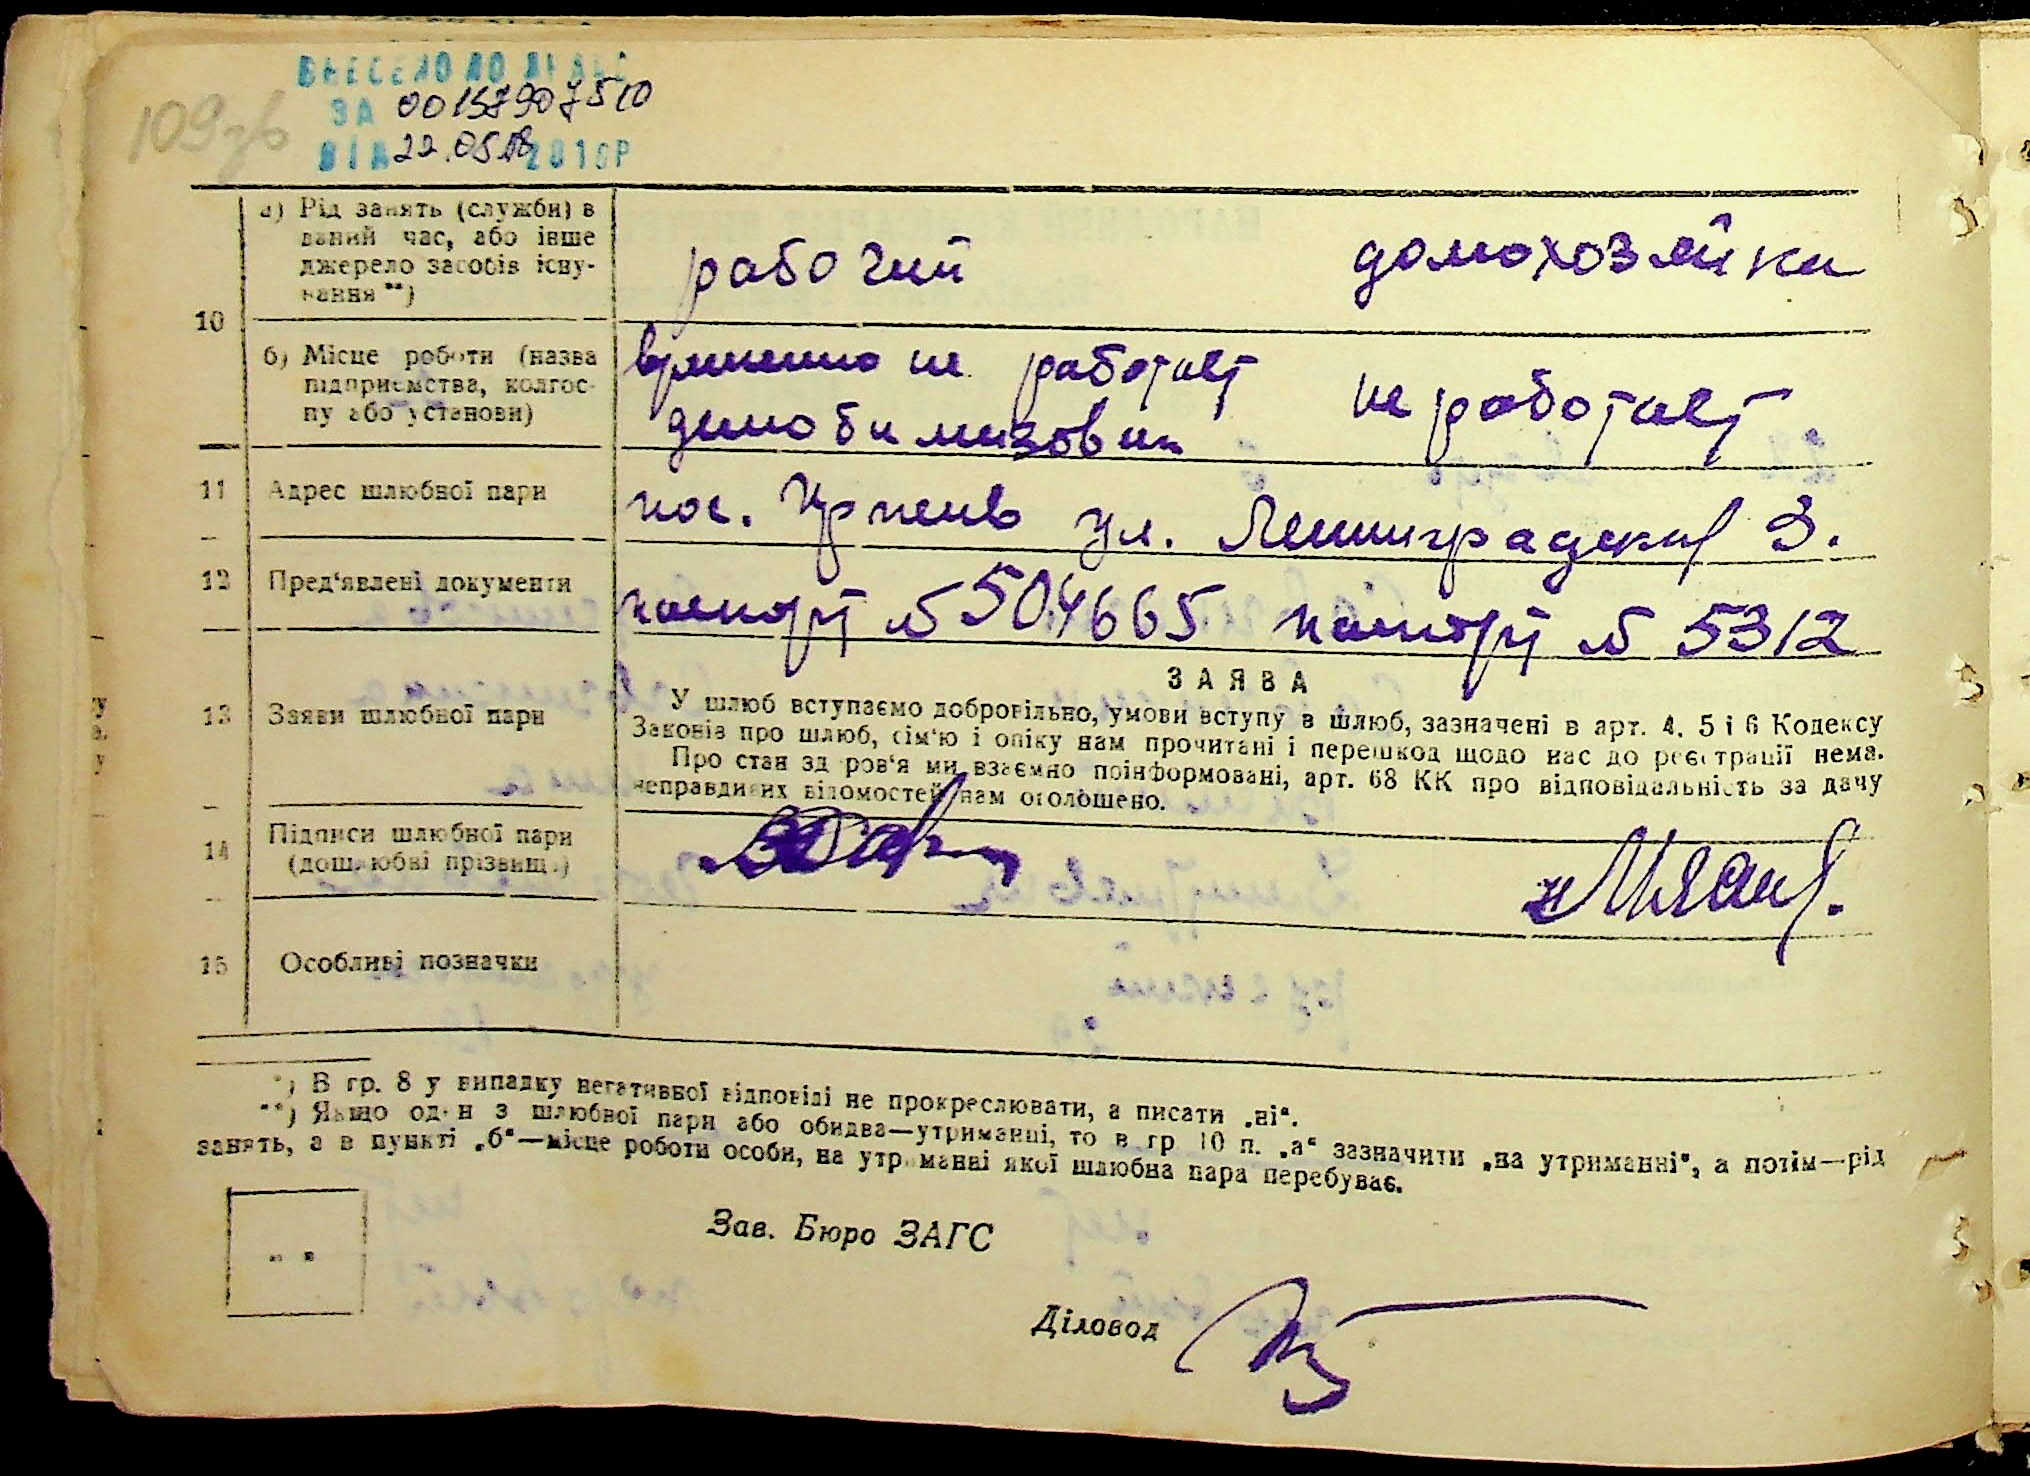 109зв
ВНЕСЕНО ДО ДРАЦС
ЗА 00157907510
ВІД 22.05.18 201 Р
10
а) Рід занять (служби) в
даний час, або інше
джерело засобів існу-
вання **)
рабочий
домохозяйка
б) Місце роботи (назва
підприємства, колгос-
пу або установи)
временно не работает
демобилизован
не работает
11 Адрес шлюбної пари
пос. Ирпень ул. Ленинградская 3.
12 Пред'явлені документи
паспорт № 504665 паспорт № 5312
13 Заяви шлюбної пари
ЗАЯВА
У шлюб вступаємо добровільно, умови вступу в шлюб, зазначені в арт. 4, 5 і 6 Кодексу
Законів про шлюб, сім'ю і опіку нам прочитані і перешкод щодо нас до реєстрації нема.
Про стан здоров'я ми взаємно поінформовані, арт. 68 КК про відповідальність за дачу
неправдивих відомостей нам оголошено.
14 Підписи шлюбної пари
(дошлюбні прізвища)
15 Особливі позначки
*) В гр. 8 у випадку негативної відповіді не прокреслювати, а писати „ні“.
**) Якщо один з шлюбної пари або обидва—утриманці, то в гр. 10 п. „а“ зазначити „на утриманні“, а потім—рід
занять, а в пункті „б“—місце роботи особи, на утриманні якої шлюбна пара перебуває.
Зав. Бюро ЗАГС
Діловод